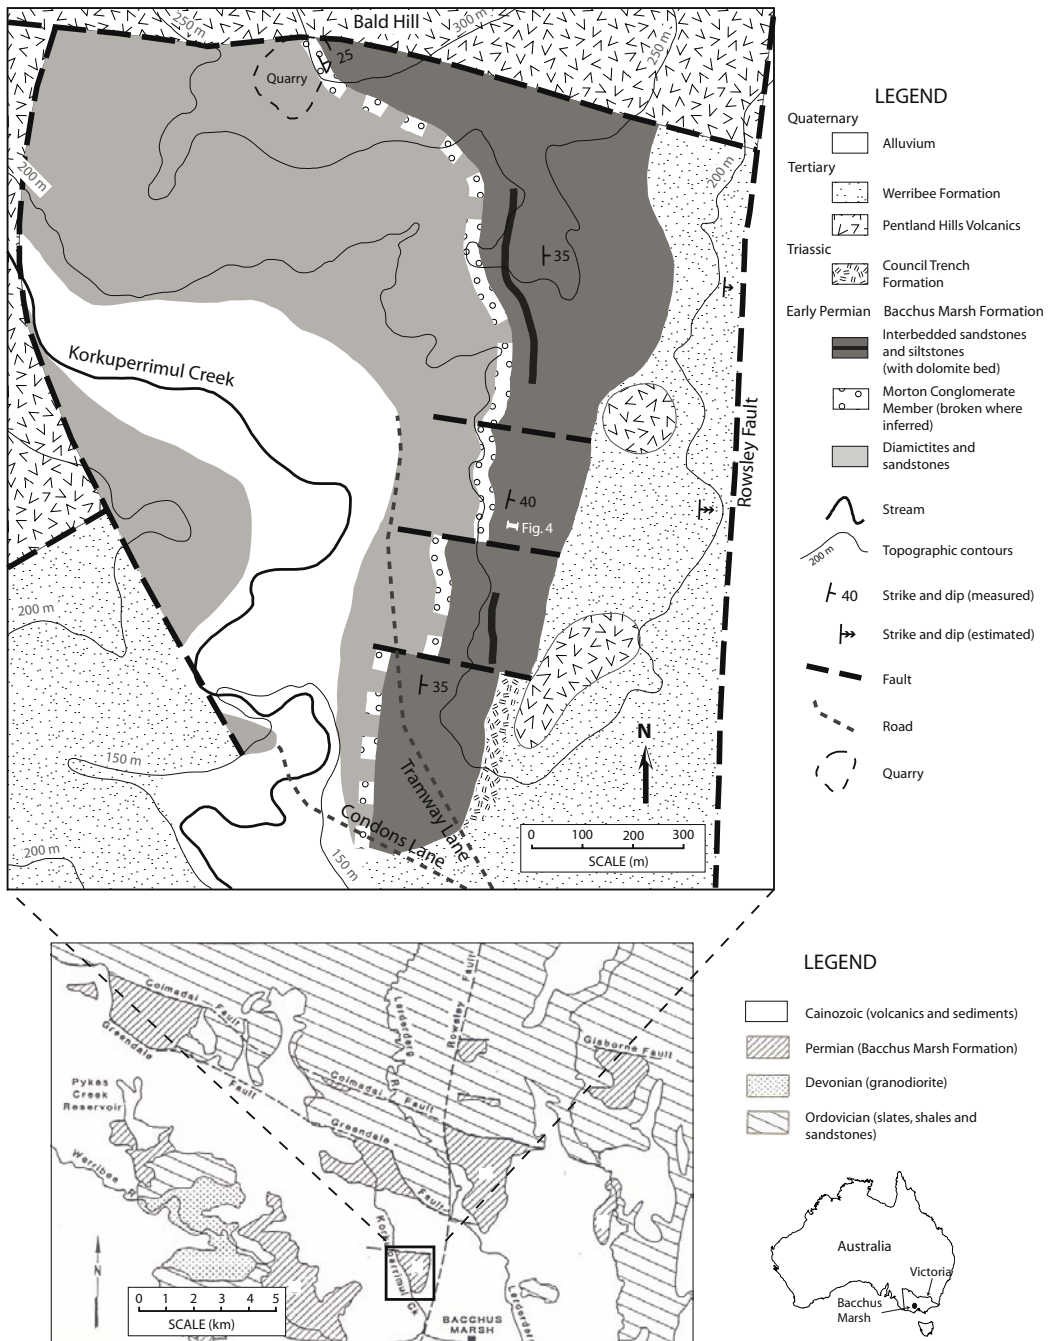 250 m
Bald Hill
300 m
250 m
25
Quarry
200 m
200 m
35
Korkuperrimul Creek
Rowsley Fault
40
Fig. 4
200 m
35
150 m
Tramway Lane
Condons Lane
N
200 m
150 m
0 100 200 300
SCALE (m)
LEGEND
Quaternary
Alluvium
Tertiary
Werribee Formation
Pentland Hills Volcanics
Triassic
Council Trench
Formation
Early Permian Bacchus Marsh Formation
Interbedded sandstones
and siltstones
(with dolomite bed)
Morton Conglomerate
Member (broken where
inferred)
Diamictites and
sandstones
Stream
200 m
Topographic contours
40 Strike and dip (measured)
Strike and dip (estimated)
Fault
Road
Quarry
Coimadai Fault
Greendale Fault
Lerderderg R
Rowsley Fault
Gisborne Fault
Pykes
Creek
Reservoir
Coimadai Fault
Greendale Fault
Werribee R
Korkuperrimul Ck
Lerderderg
N
0 1 2 3 4 5
SCALE (km)
BACCHUS
MARSH
LEGEND
Cainozoic (volcanics and sediments)
Permian (Bacchus Marsh Formation)
Devonian (granodiorite)
Ordovician (slates, shales and
sandstones)
Australia
Victoria
Bacchus
Marsh